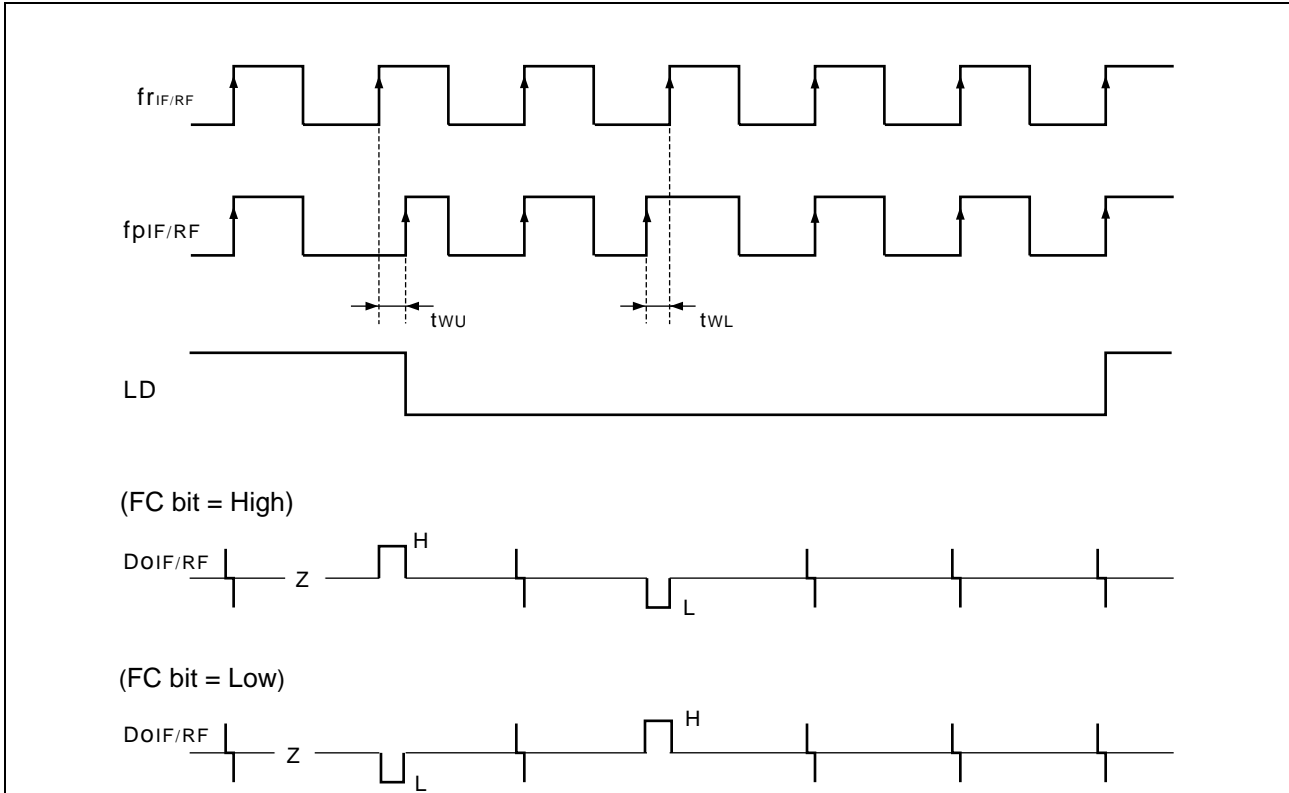 frIF/RF
fpIF/RF
tWU
tWL
LD
(FC bit = High)
DoIF/RF
Z
H
L
(FC bit = Low)
DoIF/RF
Z
L
H